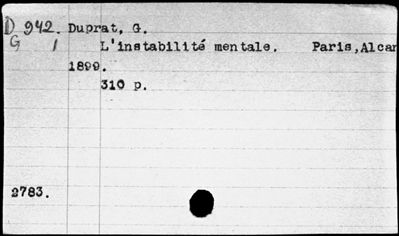 D 942. Duprat, G.
G 1 L'instabilité mentale. Paris, Alcan
1899.
310 p.
2783.